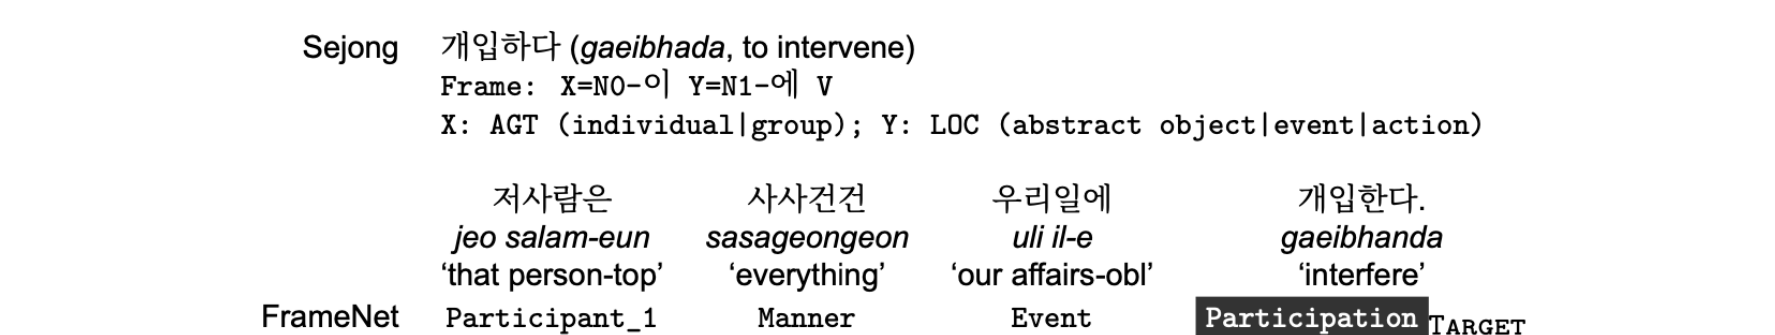 Sejong 개입하다 (gaeibhada, to intervene)
Frame: X=N0-이 Y=N1-에 V
X: AGT (individual|group); Y: LOC (abstract object|event|action)
저사람은 사사건건 우리일에 개입한다.
jeo salam-eun sasageongeon uli il-e gaeibhanda
‘that person-top’ ‘everything’ ‘our affairs-obl’ ‘interfere’
FrameNet Participant_1 Manner Event Participation TARGET